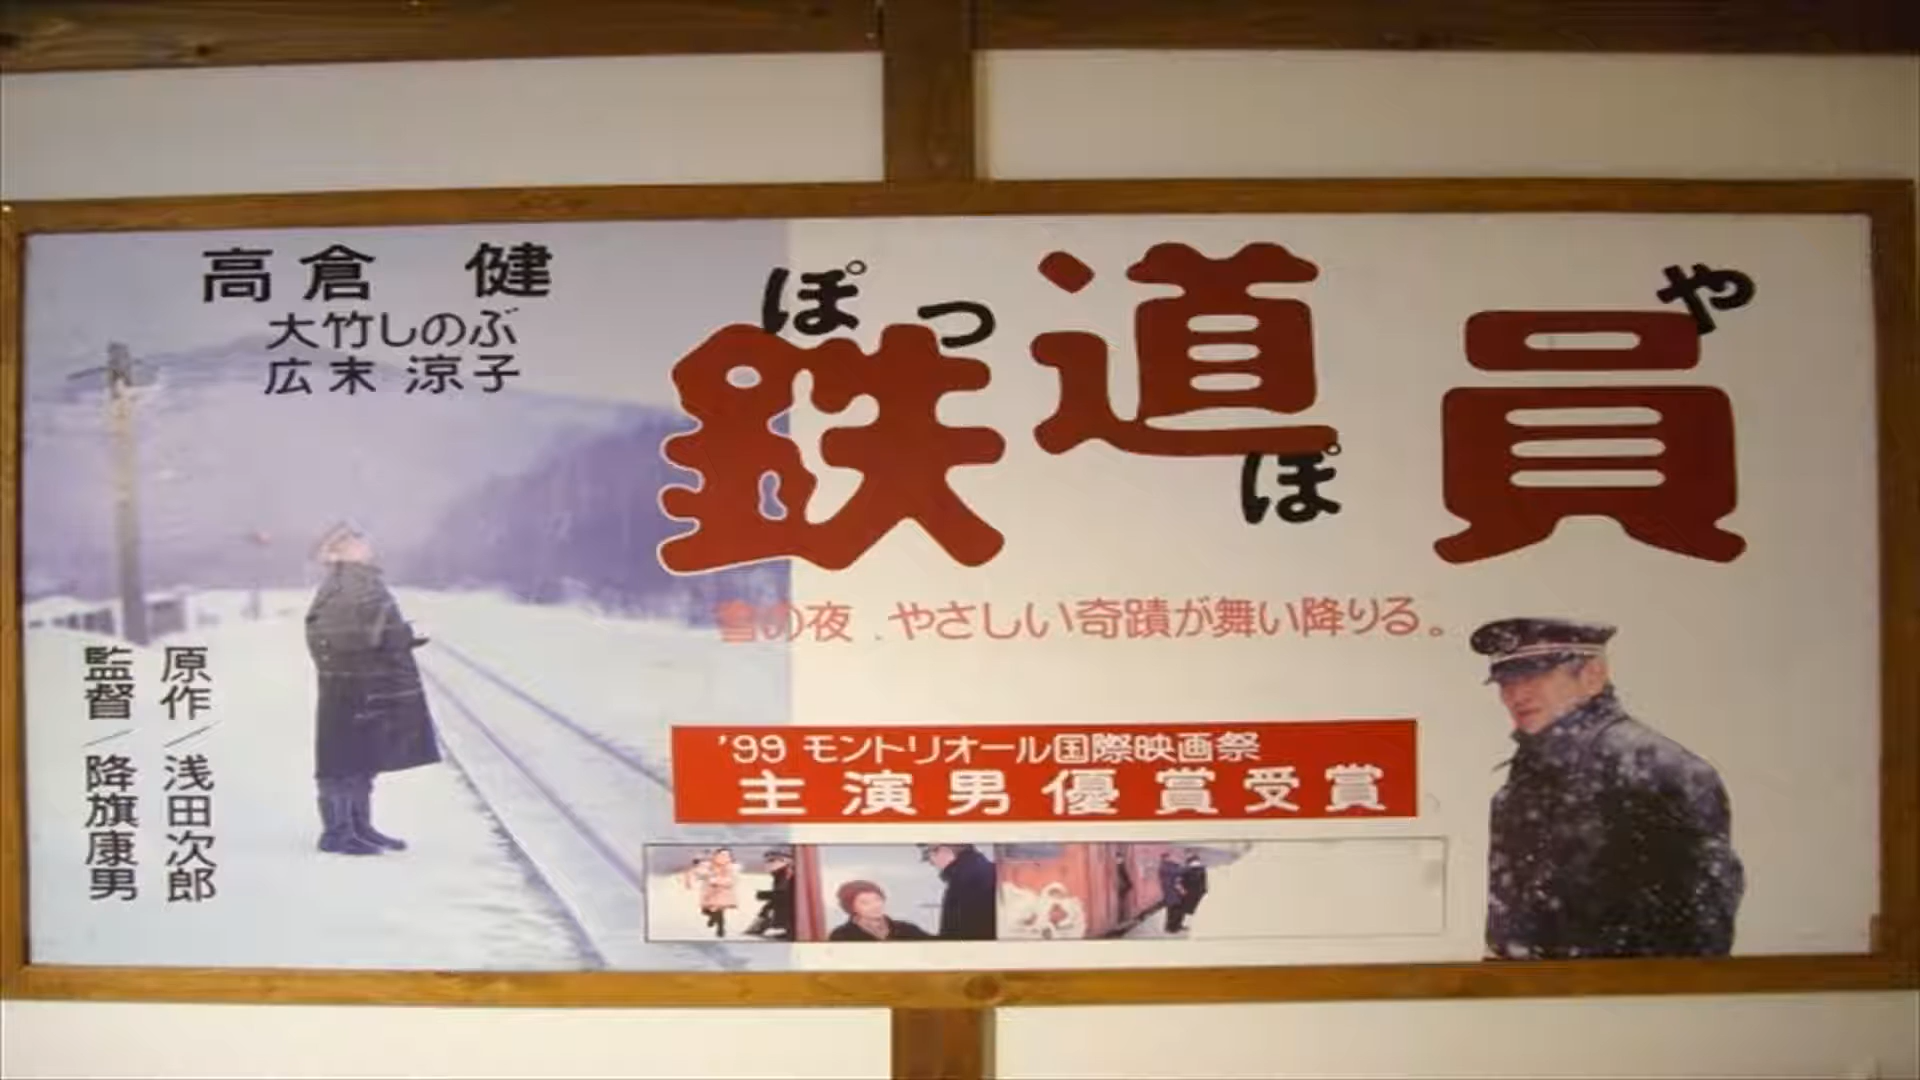 高倉 健
大竹しのぶ
広末 涼子
ぽっぽや
鉄道員
雪の夜、やさしい奇蹟が舞い降りる。
'99 モントリオール国際映画祭
主演男優賞受賞
原作/浅田次郎
監督/降旗康男